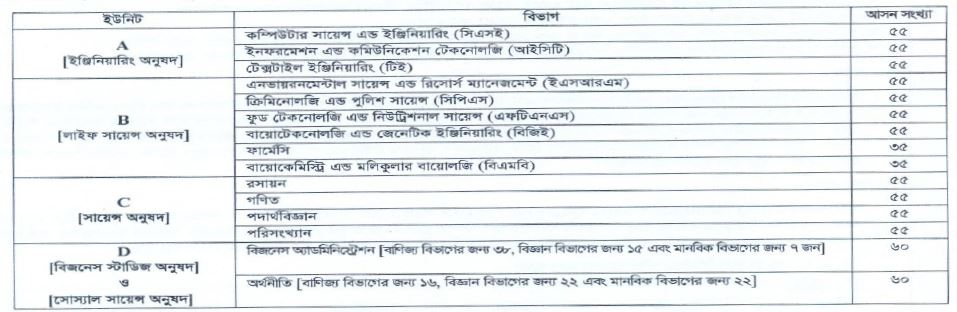 ইউনিট বিভাগ আসন সংখ্যা
A
[ইঞ্জিনিয়ারিং অনুষদ]
কম্পিউটার সায়েন্স এন্ড ইঞ্জিনিয়ারিং (সিএসই) ৫৫
ইনফরমেশন এন্ড কমিউনিকেশন টেকনোলজি (আইসিটি) ৫৫
টেক্সটাইল ইঞ্জিনিয়ারিং (টিই) ৫৫
B
[লাইফ সায়েন্স অনুষদ]
এনভায়রনমেন্টাল সায়েন্স এন্ড রিসোর্স ম্যানেজমেন্ট (ইএসআরএম) ৫৫
ক্রিমিনোলজি এন্ড পুলিশ সায়েন্স (সিপিএস) ৫৫
ফুড টেকনোলজি এন্ড নিউট্রিশনাল সায়েন্স (এফটিএনএস) ৫৫
বায়োটেকনোলজি এন্ড জেনেটিক ইঞ্জিনিয়ারিং (বিজিই) ৫৫
ফার্মেসি ৩৫
বায়োকেমিস্ট্রি এন্ড মলিকুলার বায়োলজি (বিএমবি) ৩৫
C
[সায়েন্স অনুষদ]
রসায়ন ৫৫
গণিত ৫৫
পদার্থবিজ্ঞান ৫৫
পরিসংখ্যান ৫৫
D
[বিজনেস স্টাডিজ অনুষদ]
ও
[সোস্যাল সায়েন্স অনুষদ]
বিজনেস অ্যাডমিনিস্ট্রেশন [বাণিজ্য বিভাগের জন্য ৩৮, বিজ্ঞান বিভাগের জন্য ১৫ এবং মানবিক বিভাগের জন্য ৭ জন] ৬০
অর্থনীতি [বাণিজ্য বিভাগের জন্য ১৬, বিজ্ঞান বিভাগের জন্য ২২ এবং মানবিক বিভাগের জন্য ২২] ৬০